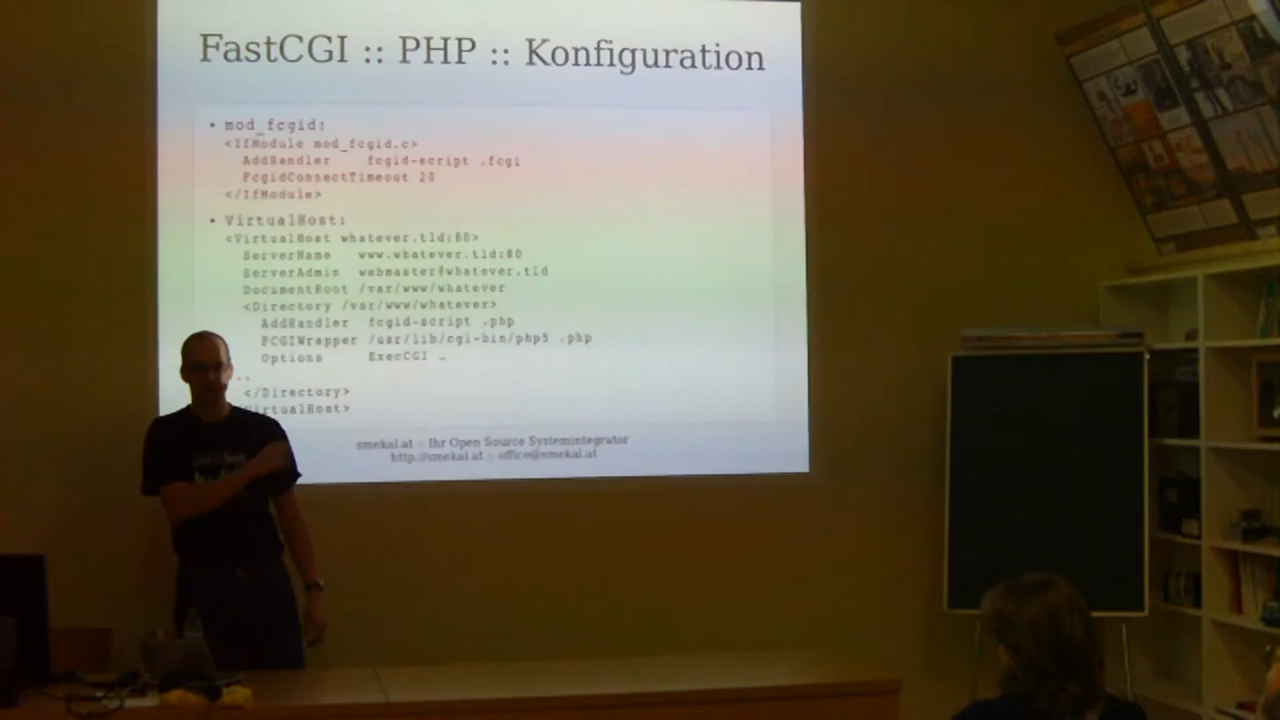 FastCGI :: PHP :: Konfiguration
• mod_fcgid:
<IfModule mod_fcgid.c>
AddHandler fcgid-script .fcgi
FcgidConnectTimeout 20
</IfModule>
• VirtualHost:
<VirtualHost whatever.tld:80>
ServerName www.whatever.tld:80
ServerAdmin webmaster@whatever.tld
DocumentRoot /var/www/whatever
<Directory /var/www/whatever>
AddHandler fcgid-script .php
FCGIWrapper /usr/lib/cgi-bin/php5 .php
Options ExecCGI …
..
</Directory>
VirtualHost>
smekal.at :: Ihr Open Source Systemintegrator
http://smekal.at :: office@smekal.at